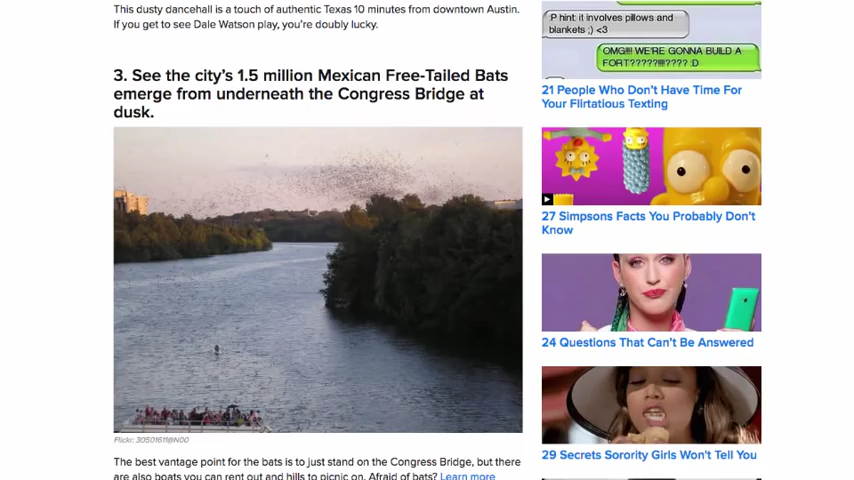 This dusty dancehall is a touch of authentic Texas 10 minutes from downtown Austin.
If you get to see Dale Watson play, you're doubly lucky.
3. See the city's 1.5 million Mexican Free-Tailed Bats
emerge from underneath the Congress Bridge at
dusk.
Flickr: 30501611@N00
The best vantage point for the bats is to just stand on the Congress Bridge, but there
are also boats you can rent out and hills to picnic on. Afraid of bats? Learn more
:P hint: it involves pillows and
blankets ;) <3
OMG!!! WE'RE GONNA BUILD A
FORT?????!!!!???? :D
21 People Who Don't Have Time For
Your Flirtatious Texting
27 Simpsons Facts You Probably Don't
Know
24 Questions That Can't Be Answered
29 Secrets Sorority Girls Won't Tell You